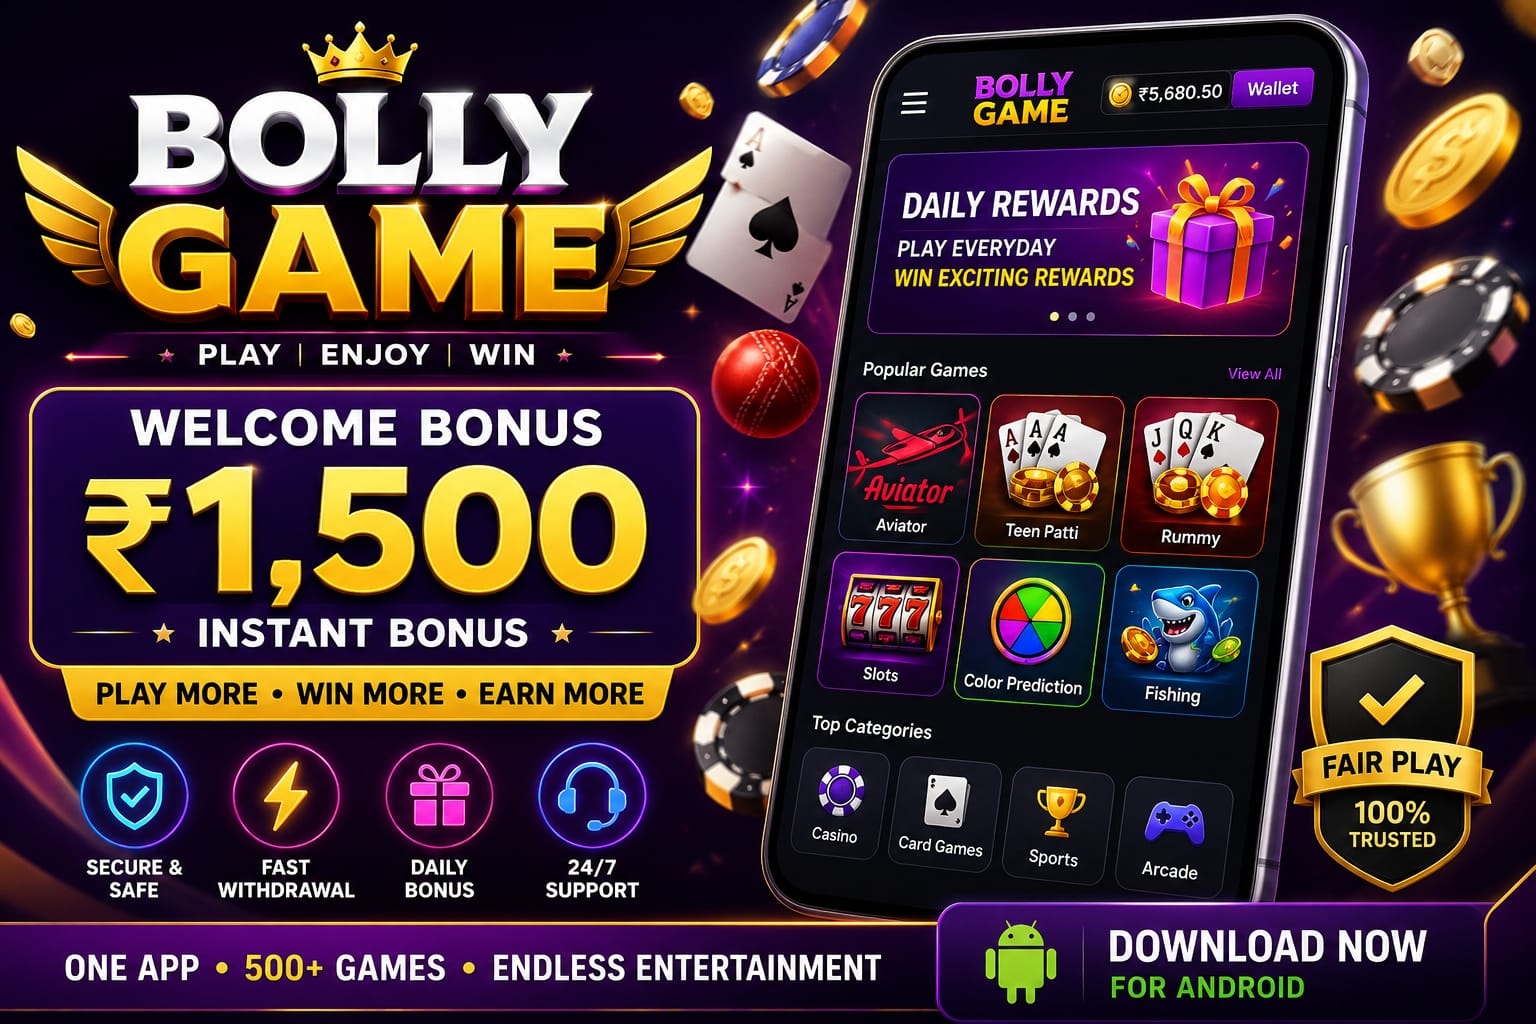 BOLLY
GAME
PLAY | ENJOY | WIN
WELCOME BONUS
₹1,500
INSTANT BONUS
PLAY MORE • WIN MORE • EARN MORE
SECURE &
SAFE
FAST
WITHDRAWAL
DAILY
BONUS
24/7
SUPPORT
ONE APP • 500+ GAMES • ENDLESS ENTERTAINMENT
A
A
BOLLY
GAME
₹5,680.50
Wallet
DAILY REWARDS
PLAY EVERYDAY
WIN EXCITING REWARDS
Popular Games
View All
Aviator
Aviator
A A A
Teen Patti
J Q K
Rummy
777
Slots
Color Prediction
Fishing
Top Categories
Casino
Card Games
Sports
Arcade
FAIR PLAY
100%
TRUSTED
DOWNLOAD NOW
FOR ANDROID